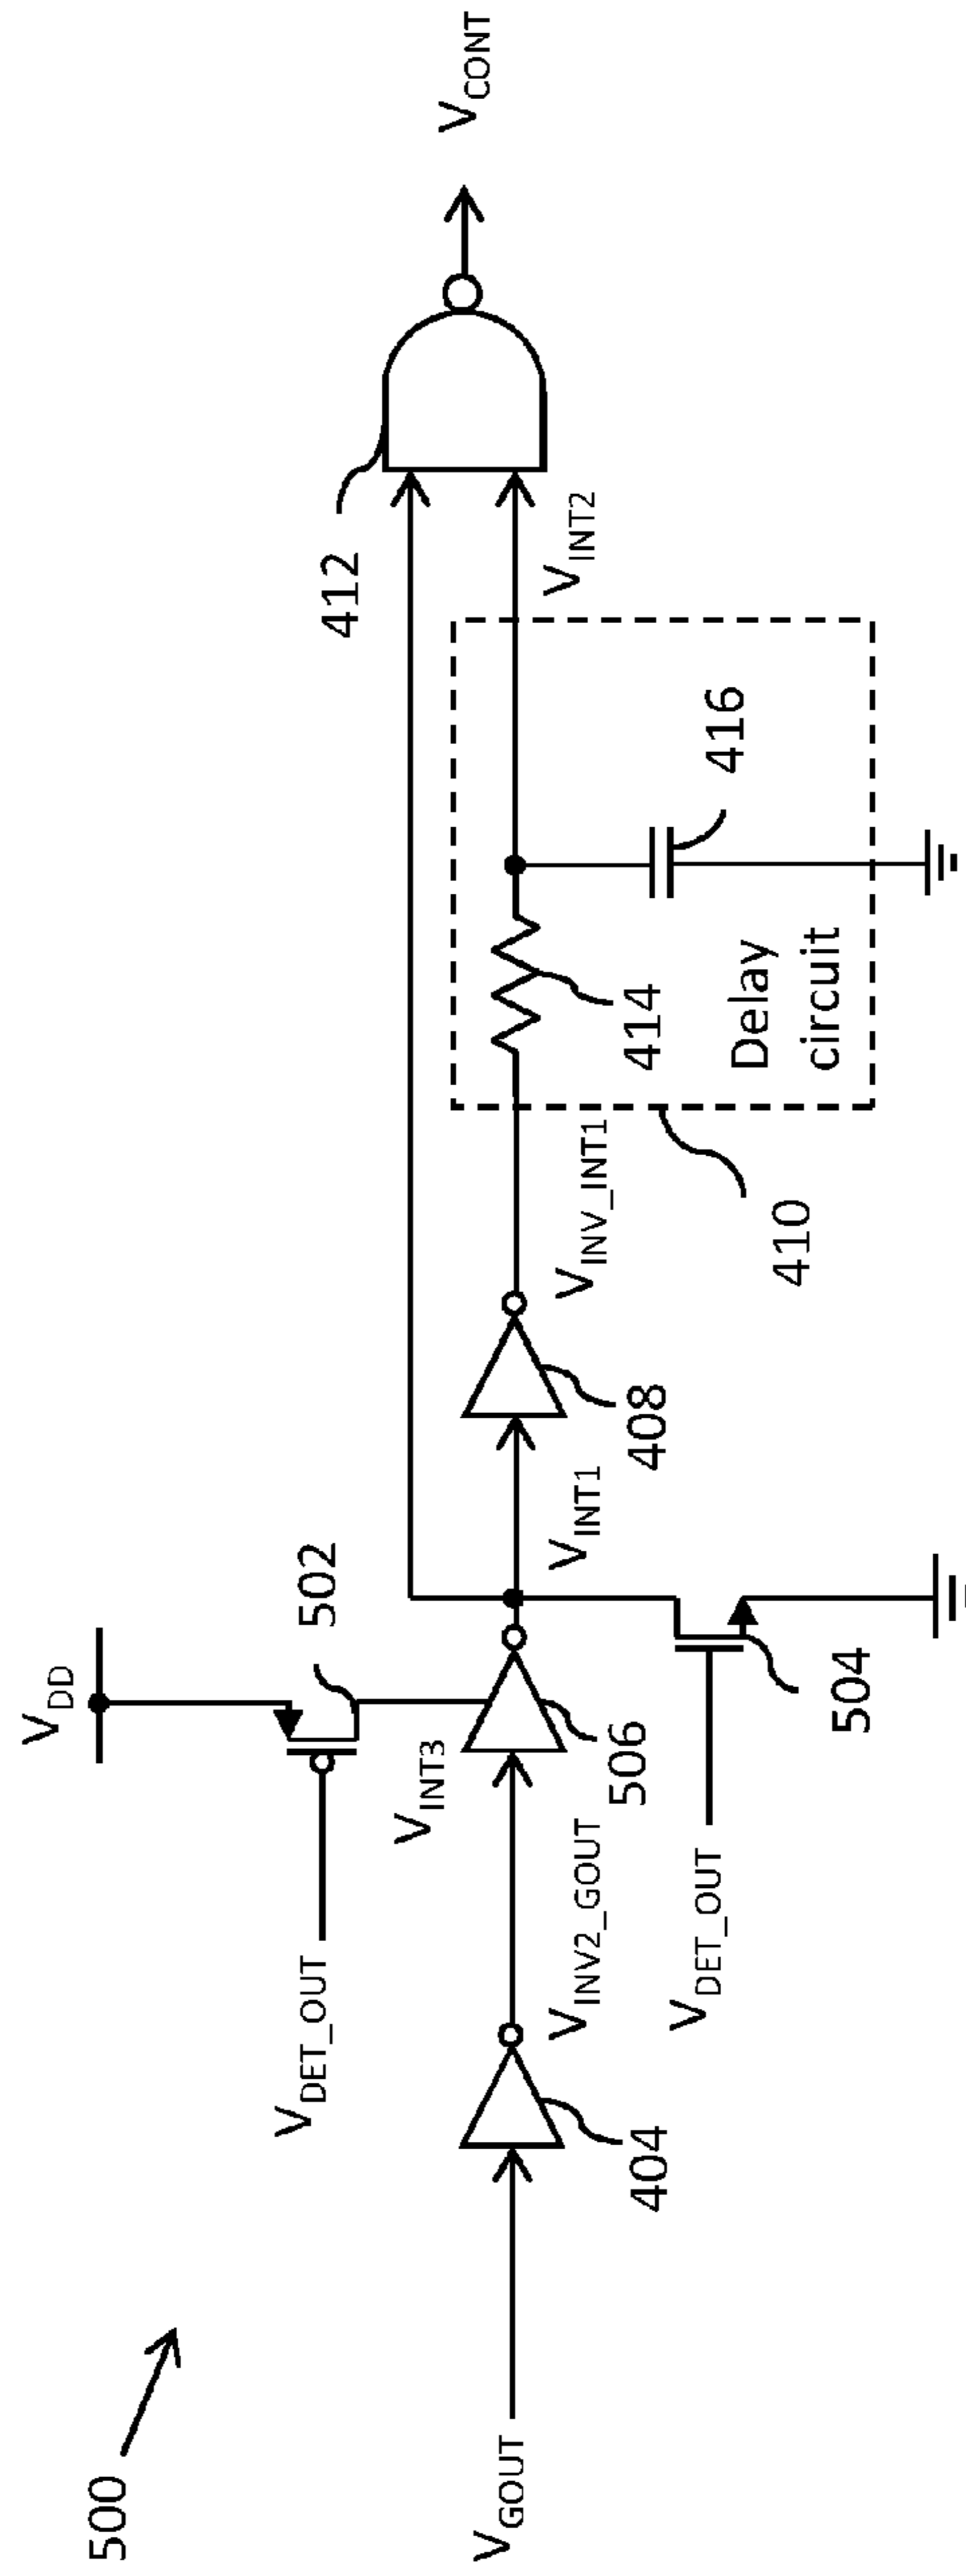 500
V_DD
502
V_DET_OUT
V_INT3
V_GOUT
404
V_INV2_GOUT
506
V_INT1
V_DET_OUT
504
408
V_INV_INT1
410
414
Delay
circuit
416
V_INT2
412
V_CONT